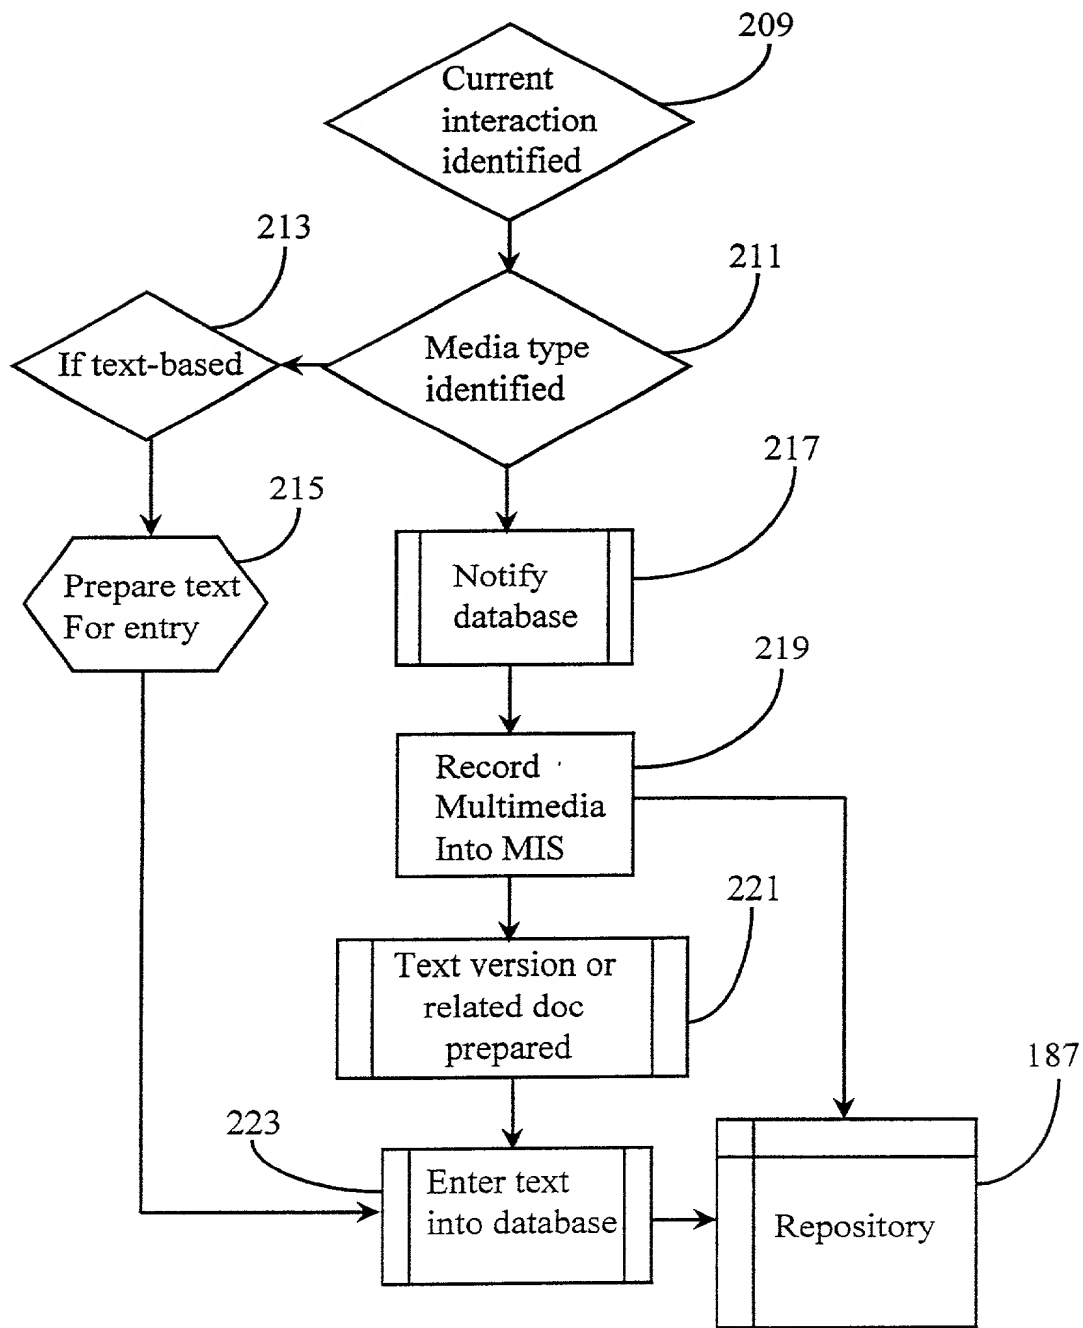 209
Current
interaction
identified
213
211
If text-based
Media type
identified
217
215
Prepare text
For entry
Notify
database
219
Record
Multimedia
Into MIS
221
Text version or
related doc
prepared
187
223
Enter text
into database
Repository